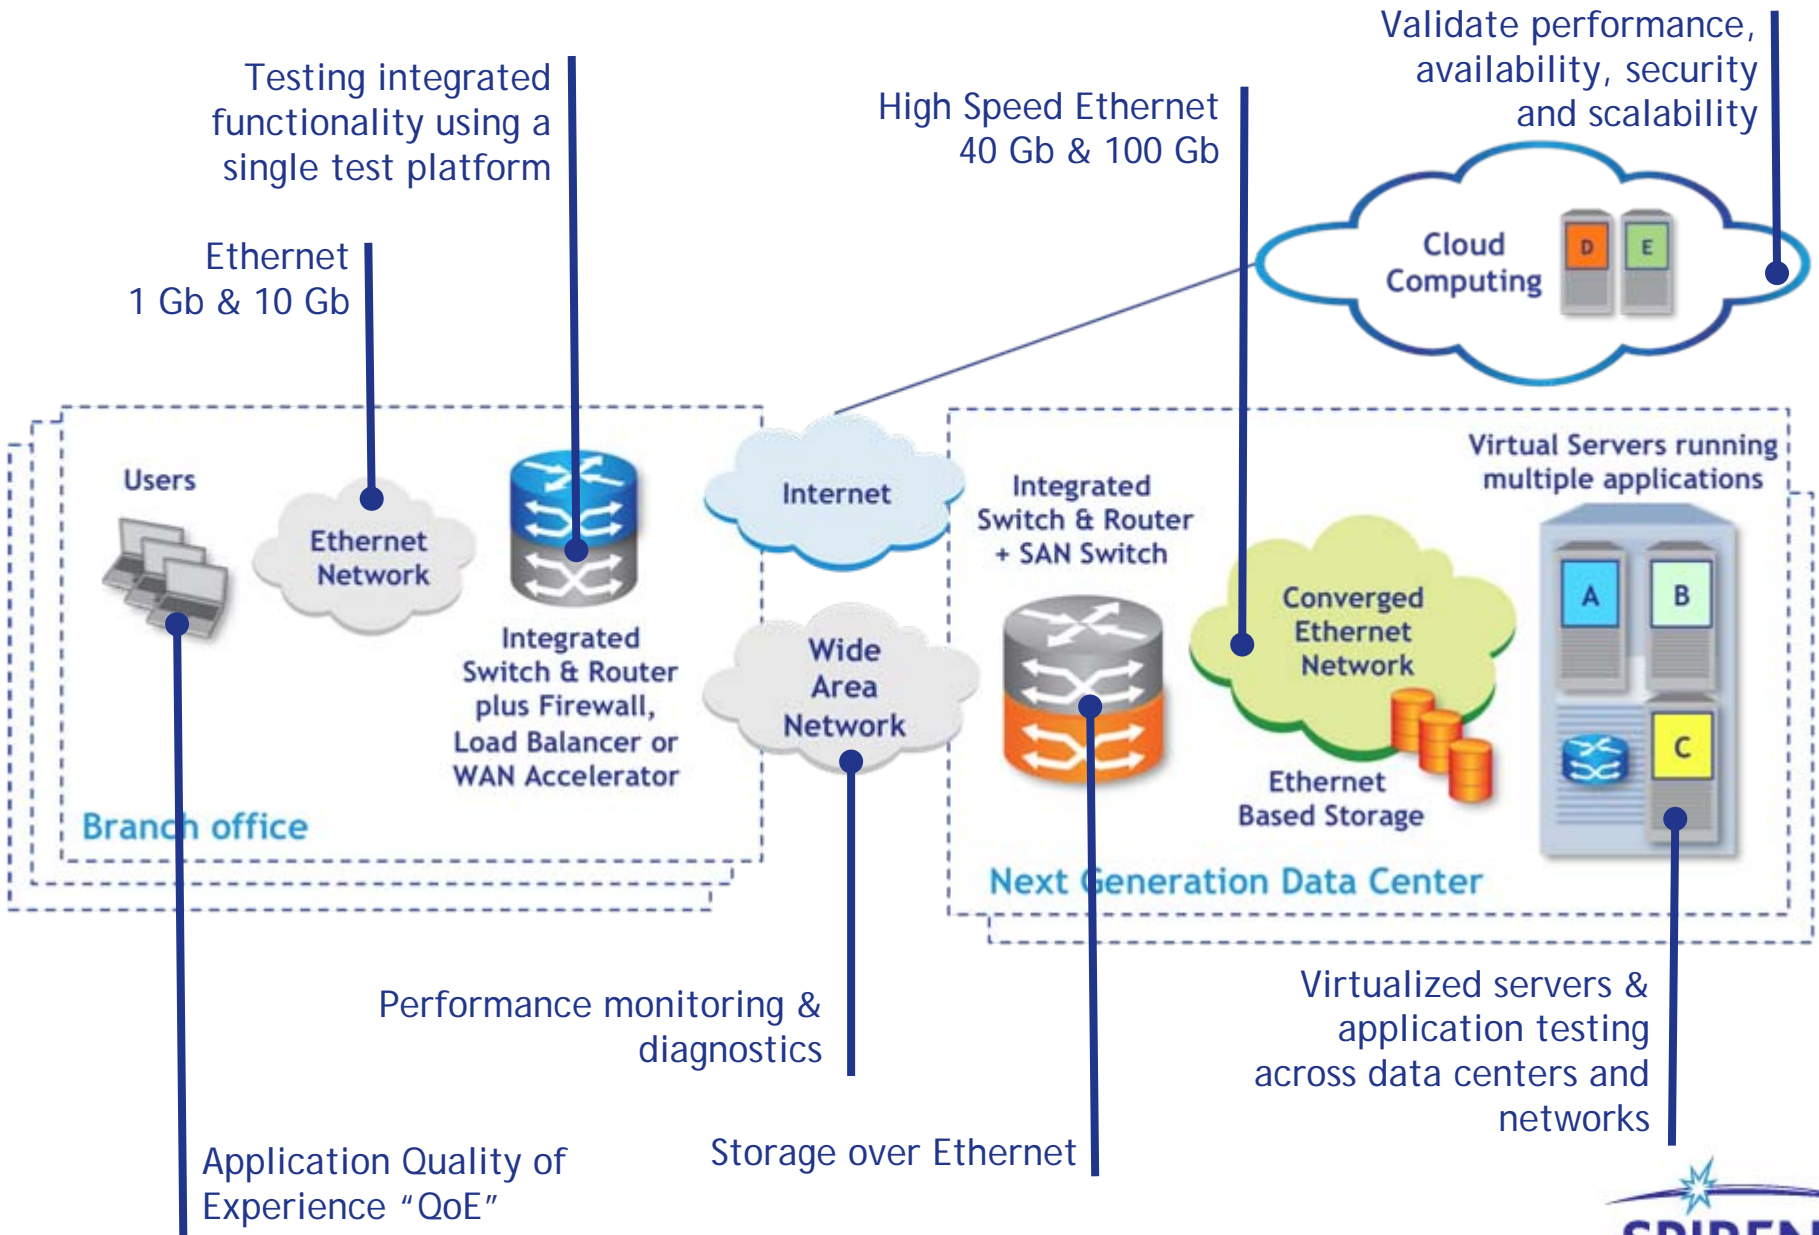 Validate performance,
availability, security
and scalability
Testing integrated
functionality using a
single test platform
High Speed Ethernet
40 Gb & 100 Gb
Ethernet
1 Gb & 10 Gb
Cloud
Computing
D
E
Users
Ethernet
Network
Integrated
Switch & Router
plus Firewall,
Load Balancer or
WAN Accelerator
Branch office
Internet
Wide
Area
Network
Integrated
Switch & Router
+ SAN Switch
Converged
Ethernet
Network
Ethernet
Based Storage
Virtual Servers running
multiple applications
A
B
C
Next Generation Data Center
Performance monitoring &
diagnostics
Virtualized servers &
application testing
across data centers and
networks
Storage over Ethernet
Application Quality of
Experience “QoE”